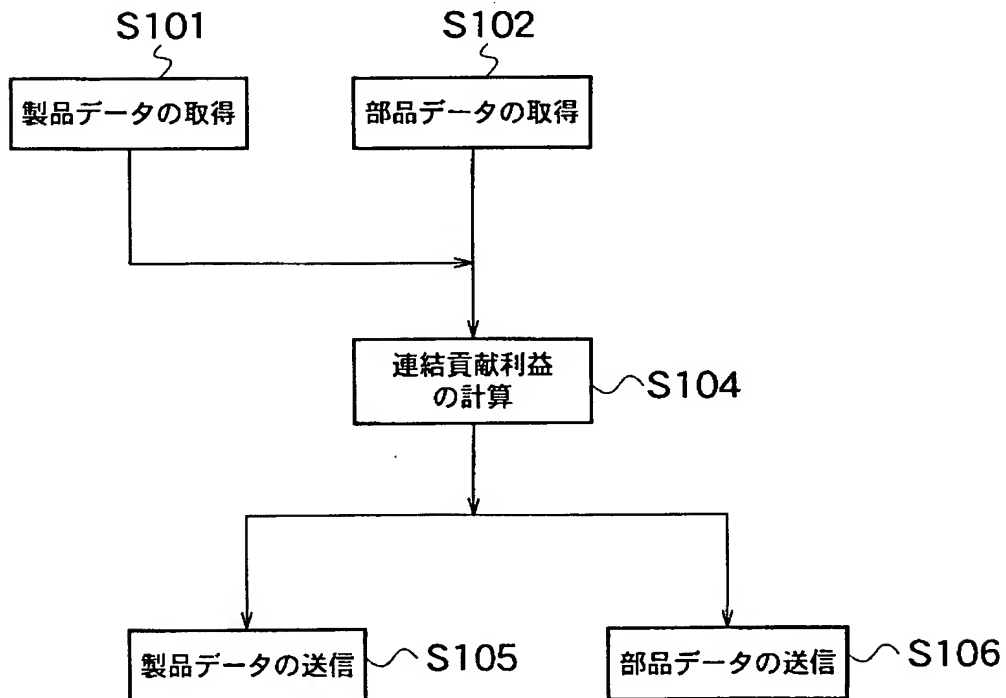 S101
S102
製品データの取得
部品データの取得
連結貢献利益
の計算
S104
製品データの送信
S105
部品データの送信
S106